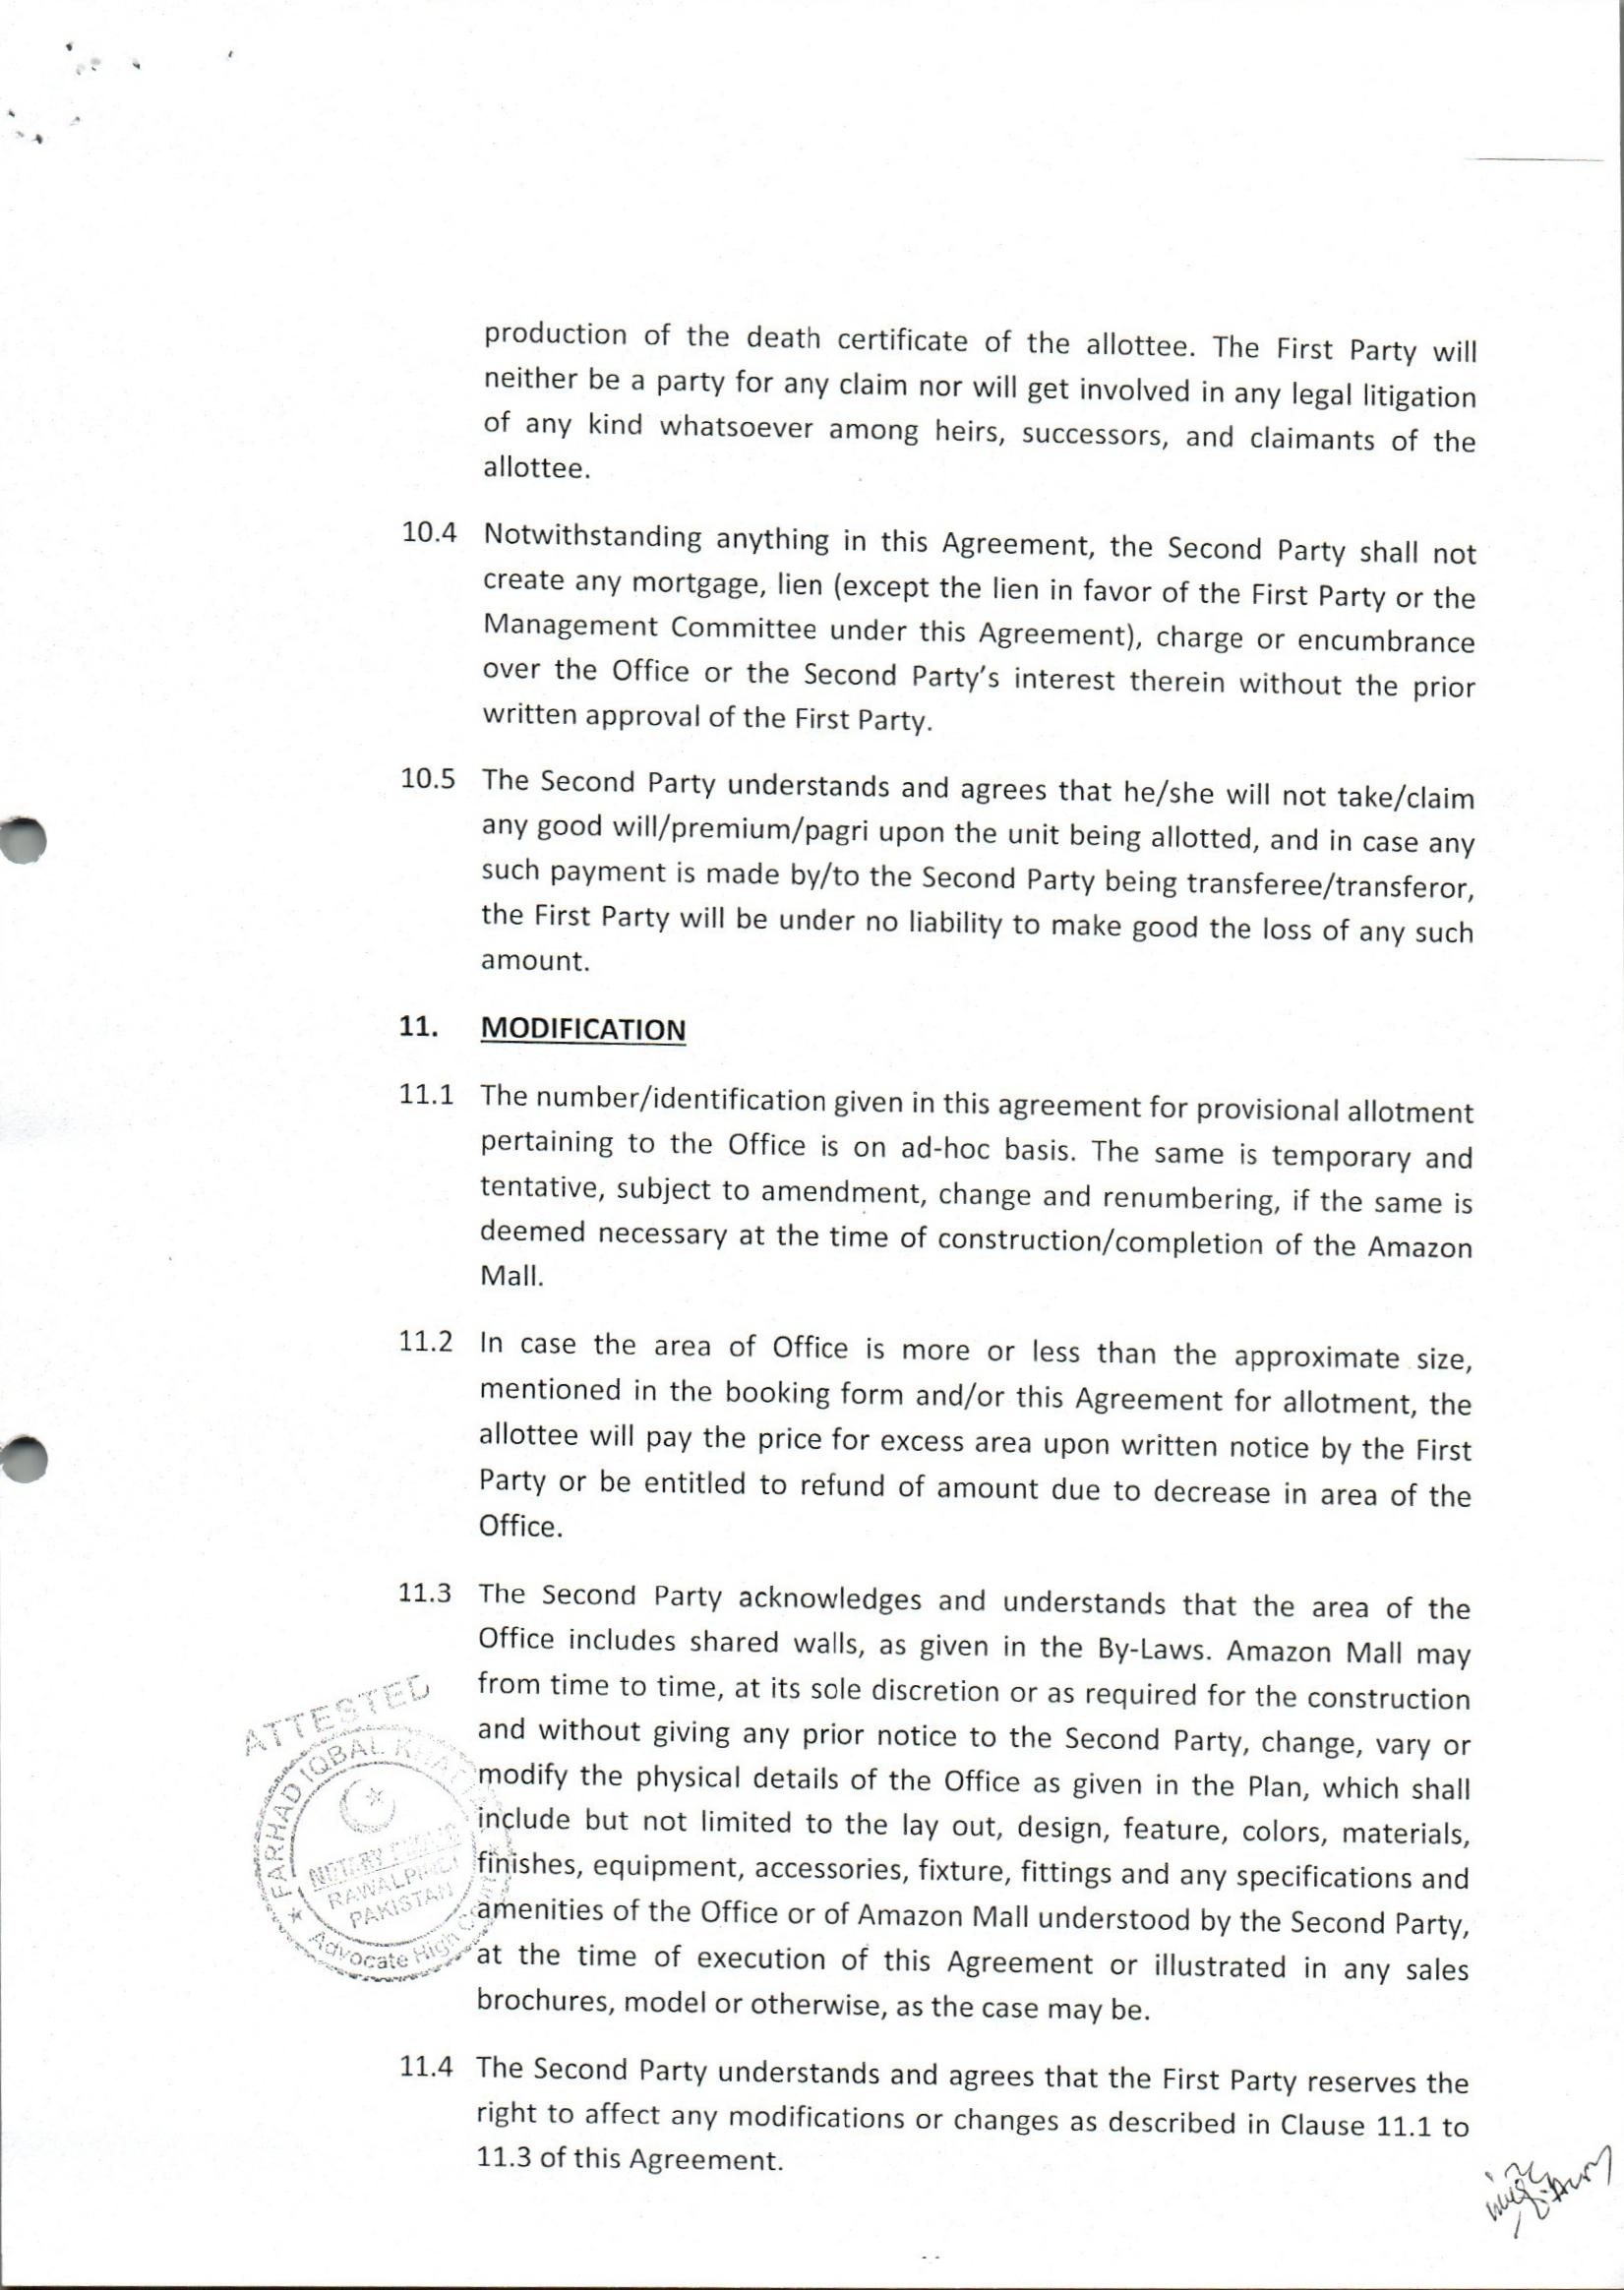 production of the death certificate of the allottee. The First Party will
neither be a party for any claim nor will get involved in any legal litigation
of any kind whatsoever among heirs, successors, and claimants of the
allottee.
10.4 Notwithstanding anything in this Agreement, the Second Party shall not
create any mortgage, lien (except the lien in favor of the First Party or the
Management Committee under this Agreement), charge or encumbrance
over the Office or the Second Party's interest therein without the prior
written approval of the First Party.
10.5 The Second Party understands and agrees that he/she will not take/claim
any good will/premium/pagri upon the unit being allotted, and in case any
such payment is made by/to the Second Party being transferee/transferor,
the First Party will be under no liability to make good the loss of any such
amount.
11. MODIFICATION
11.1 The number/identification given in this agreement for provisional allotment
pertaining to the Office is on ad-hoc basis. The same is temporary and
tentative, subject to amendment, change and renumbering, if the same is
deemed necessary at the time of construction/completion of the Amazon
Mall.
11.2 In case the area of Office is more or less than the approximate size,
mentioned in the booking form and/or this Agreement for allotment, the
allottee will pay the price for excess area upon written notice by the First
Party or be entitled to refund of amount due to decrease in area of the
Office.
11.3 The Second Party acknowledges and understands that the area of the
Office includes shared walls, as given in the By-Laws. Amazon Mall may
from time to time, at its sole discretion or as required for the construction
and without giving any prior notice to the Second Party, change, vary or
modify the physical details of the Office as given in the Plan, which shall
include but not limited to the lay out, design, feature, colors, materials,
finishes, equipment, accessories, fixture, fittings and any specifications and
amenities of the Office or of Amazon Mall understood by the Second Party,
at the time of execution of this Agreement or illustrated in any sales
brochures, model or otherwise, as the case may be.
11.4 The Second Party understands and agrees that the First Party reserves the
right to affect any modifications or changes as described in Clause 11.1 to
11.3 of this Agreement.
ATTESTED
FARHAD IQBAL
NOTARY PUBLIC
RAWALPINDI
PAKISTAN
Advocate High